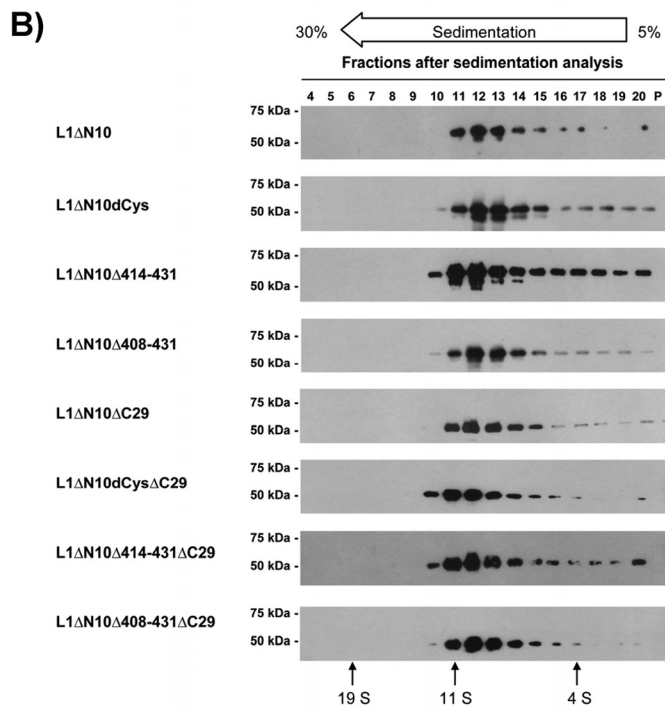 B)
30% Sedimentation 5%
Fractions after sedimentation analysis
4 5 6 7 8 9 10 11 12 13 14 15 16 17 18 19 20 P
75 kDa -
L1ΔN10
50 kDa -
75 kDa -
L1ΔN10dCys
50 kDa -
75 kDa -
L1ΔN10Δ414-431
50 kDa -
75 kDa -
L1ΔN10Δ408-431
50 kDa -
75 kDa -
L1ΔN10ΔC29
50 kDa -
75 kDa -
L1ΔN10dCysΔC29
50 kDa -
75 kDa -
L1ΔN10Δ414-431ΔC29
50 kDa -
75 kDa -
L1ΔN10Δ408-431ΔC29
50 kDa -
19 S 11 S 4 S